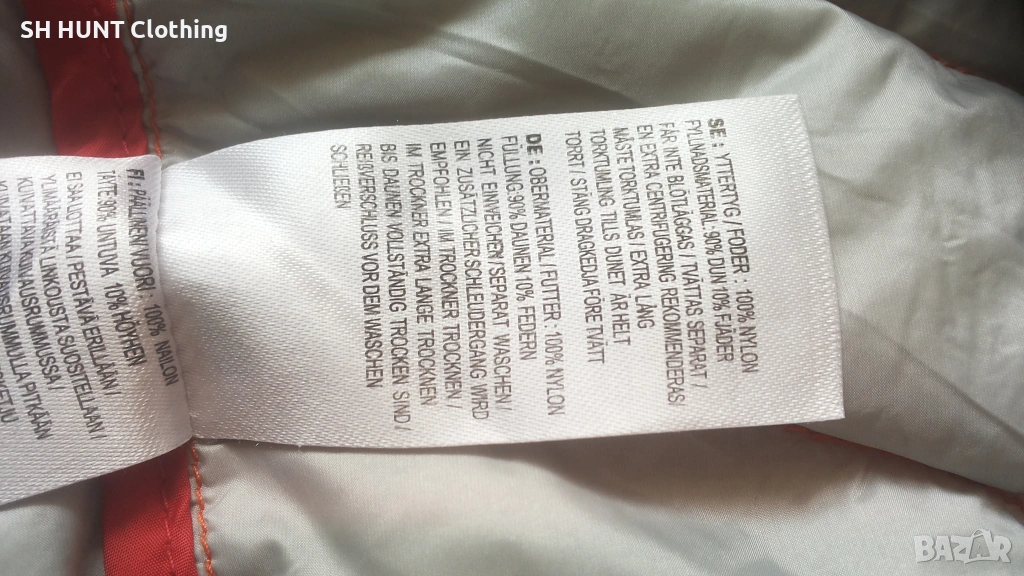 SH HUNT Clothing
SE : YTTERTYG / FODER : 100% NYLON
FYLLNADSMATERIAL: 90% DUN 10% FJÄDER
FÅR INTE BLÖTLÄGGAS / TVÄTTAS SEPARAT /
EN EXTRA CENTRIFUGERING REKOMMENDERAS/
MÅSTE TORKTUMLAS / EXTRA LÅNG
TORKTUMLING TILLS DUNET ÄR HELT
TORRT / STÄNG DRAGKEDJA FÖRE TVÄTT
DE : OBERMATERIAL / FUTTER : 100% NYLON
FÜLLUNG:90% DAUNEN 10% FEDERN
NICHT EINWEICHEN/ SEPARAT WASCHEN /
EIN ZUSÄTZLICHER SCHLEUDERGANG WIRD
EMPFOHLEN / IM TROCKNER TROCKNEN /
IM TROCKNER EXTRA LANGE TROCKNEN
BIS DAUNEN VOLLSTÄNDIG TROCKEN SIND /
REIßVERSCHLUSS VOR DEM WASCHEN
SCHLIEßEN
FI : PÄÄLLINEN/ VUORI : 100% NAILON
TÄYTE:90% UNTUVA 10% HÖYHEN
EI SAA LIOTTAA / PESTÄVÄ ERILLÄÄN /
YLIMÄÄRÄISTÄ LINKOUSTA SUOSITELLAAN /
KUIVATTAVA KUIVAUSRUMMUSSA /
KUIVATAAN KUIVAUSRUMMULLA PITKÄÄN
BAZAR